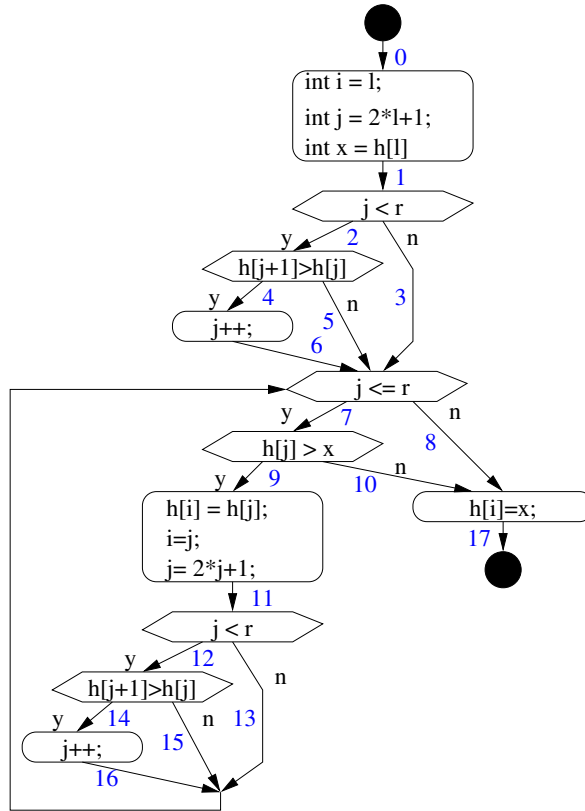 0
int i = l;
int j = 2*l+1;
int x = h[l]
1
j < r
y 2 n
h[j+1]>h[j]
y 4 n 3
5
j++;
6
j <= r
y 7 n
h[j] > x 8
y 9 10 n
h[i] = h[j]; h[i]=x;
i=j; 17
j= 2*j+1;
11
j < r
y 12 n
h[j+1]>h[j]
y 14 n 13
j++; 15
16